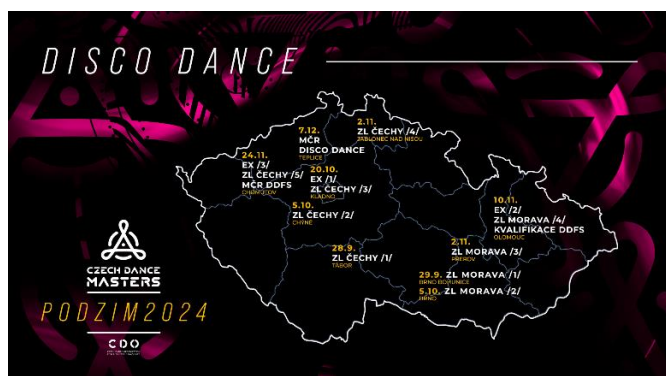 DISCO DANCE
7.12.
MČR
DISCO DANCE
TEPLICE
2.11.
ZL ČECHY /4/
JABLONEC NAD NISOU
24.11.
EX /3/
ZL ČECHY /5/
MČR DDFS
CHOMUTOV
20.10.
EX /1/
ZL ČECHY /3/
KLADNO
5.10.
ZL ČECHY /2/
CHÝNĚ
28.9.
ZL ČECHY /1/
TÁBOR
10.11.
EX /2/
ZL MORAVA /4/
KVALIFIKACE DDFS
OLOMOUC
2.11.
ZL MORAVA /3/
PŘEROV
29.9. ZL MORAVA /1/
BRNO BOHUNICE
5.10. ZL MORAVA /2/
BRNO
CZECH DANCE
MASTERS
PODZIM2024
CDO